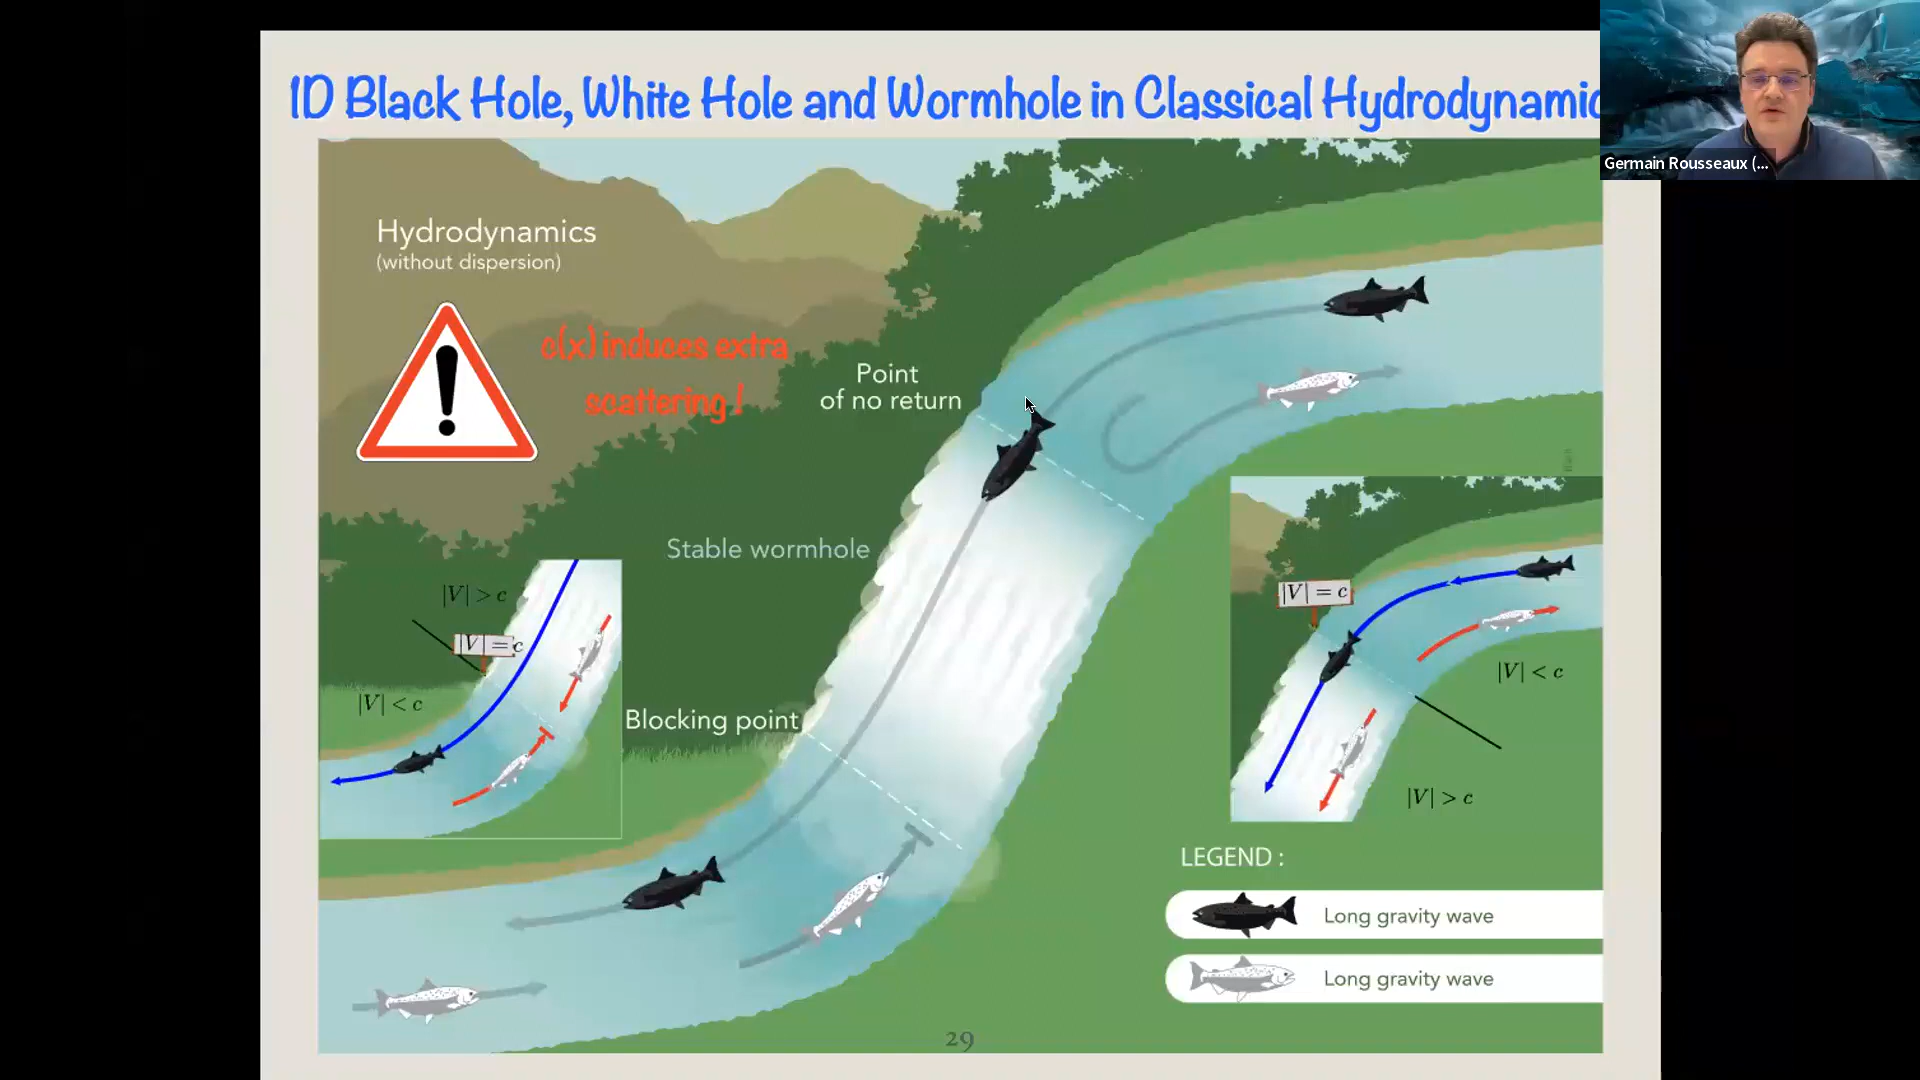 1D Black Hole, White Hole and Wormhole in Classical Hydrodynamic
Germain Rousseaux (...
Hydrodynamics
(without dispersion)
c(x) induces extra
scattering !
Point
of no return
Stable wormhole
Blocking point
|V| > c
|V| = c
|V| < c
|V| = c
|V| < c
|V| > c
LEGEND :
Long gravity wave
Long gravity wave
29